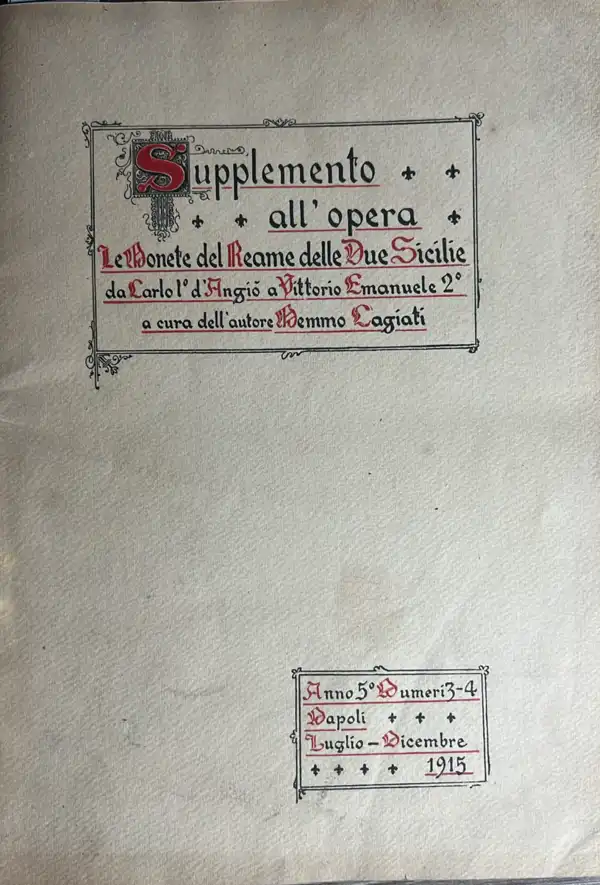 Supplemento
all' opera
Le Monete del Reame delle Due Sicilie
da Carlo 1° d'Angiò a Vittorio Emanuele 2°
a cura dell'autore Memmo Cagiati
Anno 5° Numeri 3-4
Napoli
Luglio - Dicembre
1915